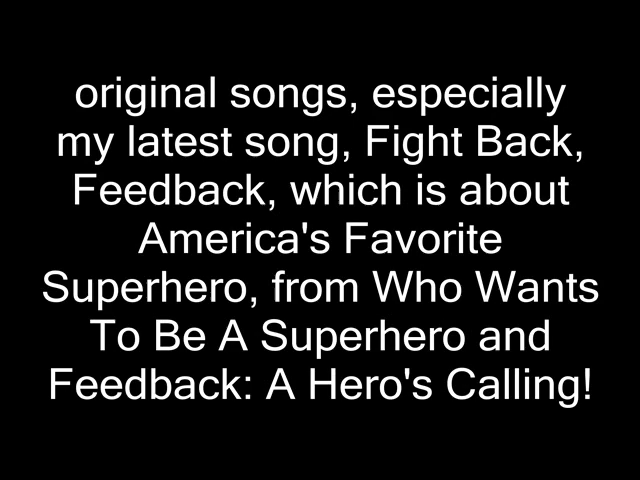 original songs, especially
my latest song, Fight Back,
Feedback, which is about
America's Favorite
Superhero, from Who Wants
To Be A Superhero and
Feedback: A Hero's Calling!